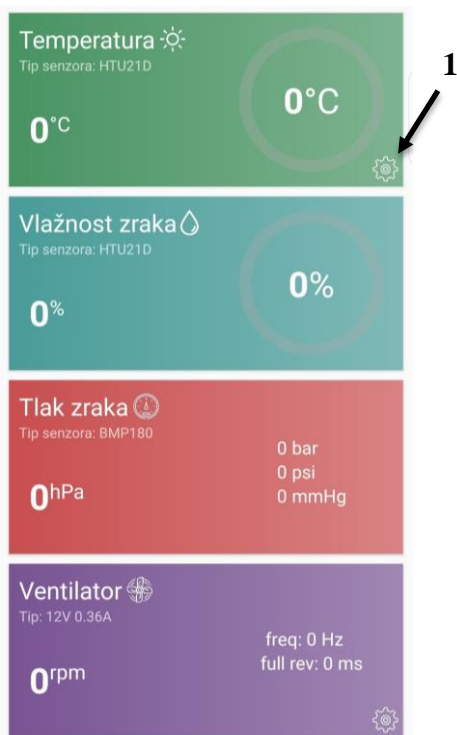 Temperatura
Tip senzora: HTU21D
0°C
0°C
1
Vlažnost zraka
Tip senzora: HTU21D
0%
0%
Tlak zraka
Tip senzora: BMP180
0 bar
0 psi
0 mmHg
0hPa
Ventilator
Tip: 12V 0.36A
freq: 0 Hz
full rev: 0 ms
0rpm